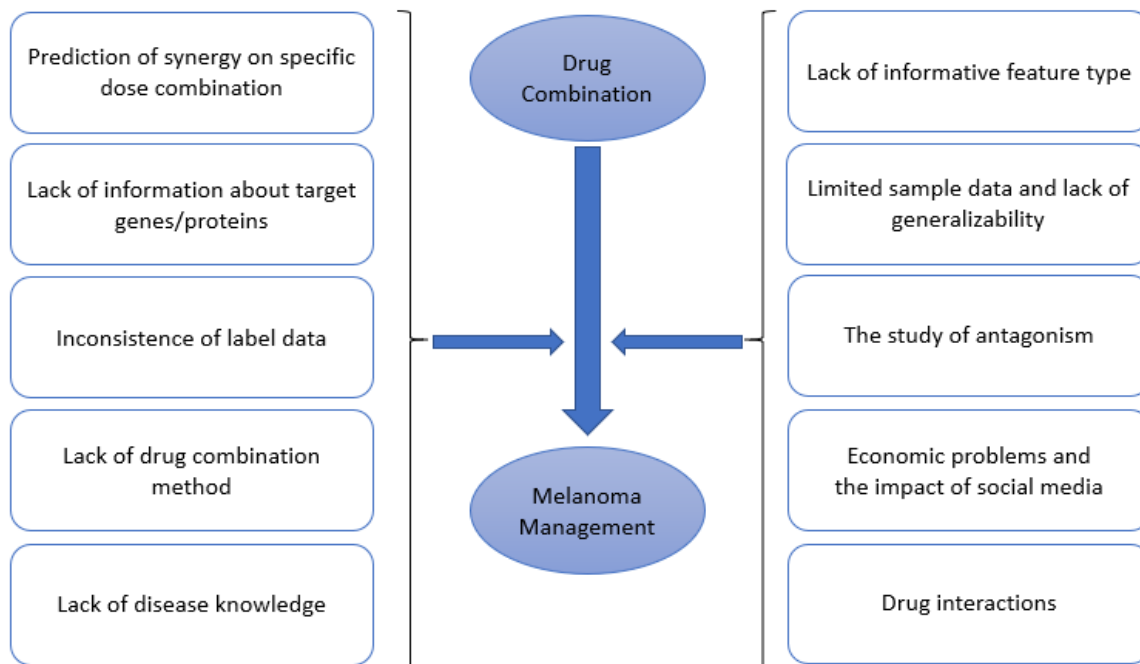 Prediction of synergy on specific
dose combination
Lack of information about target
genes/proteins
Inconsistence of label data
Lack of drug combination
method
Lack of disease knowledge
Drug
Combination
Melanoma
Management
Lack of informative feature type
Limited sample data and lack of
generalizability
The study of antagonism
Economic problems and
the impact of social media
Drug interactions